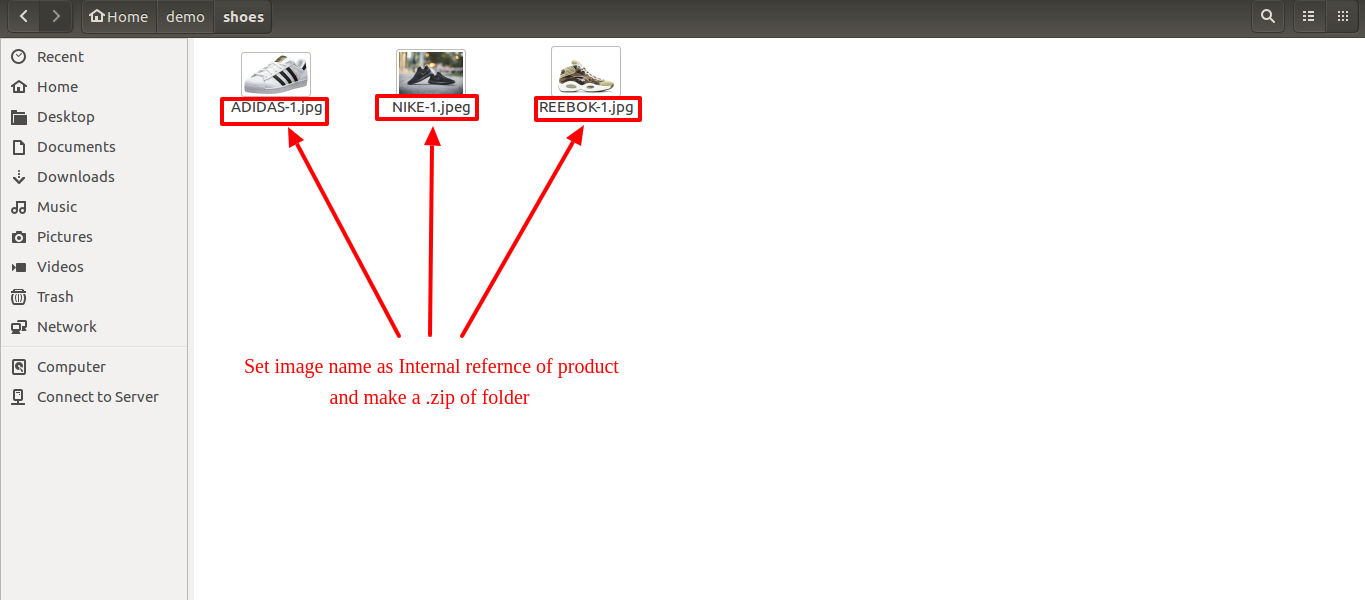 Home demo shoes
Recent
Home
Desktop
Documents
Downloads
Music
Pictures
Videos
Trash
Network
Computer
Connect to Server
ADIDAS-1.jpg NIKE-1.jpeg REEBOK-1.jpg
Set image name as Internal refernce of product
and make a .zip of folder